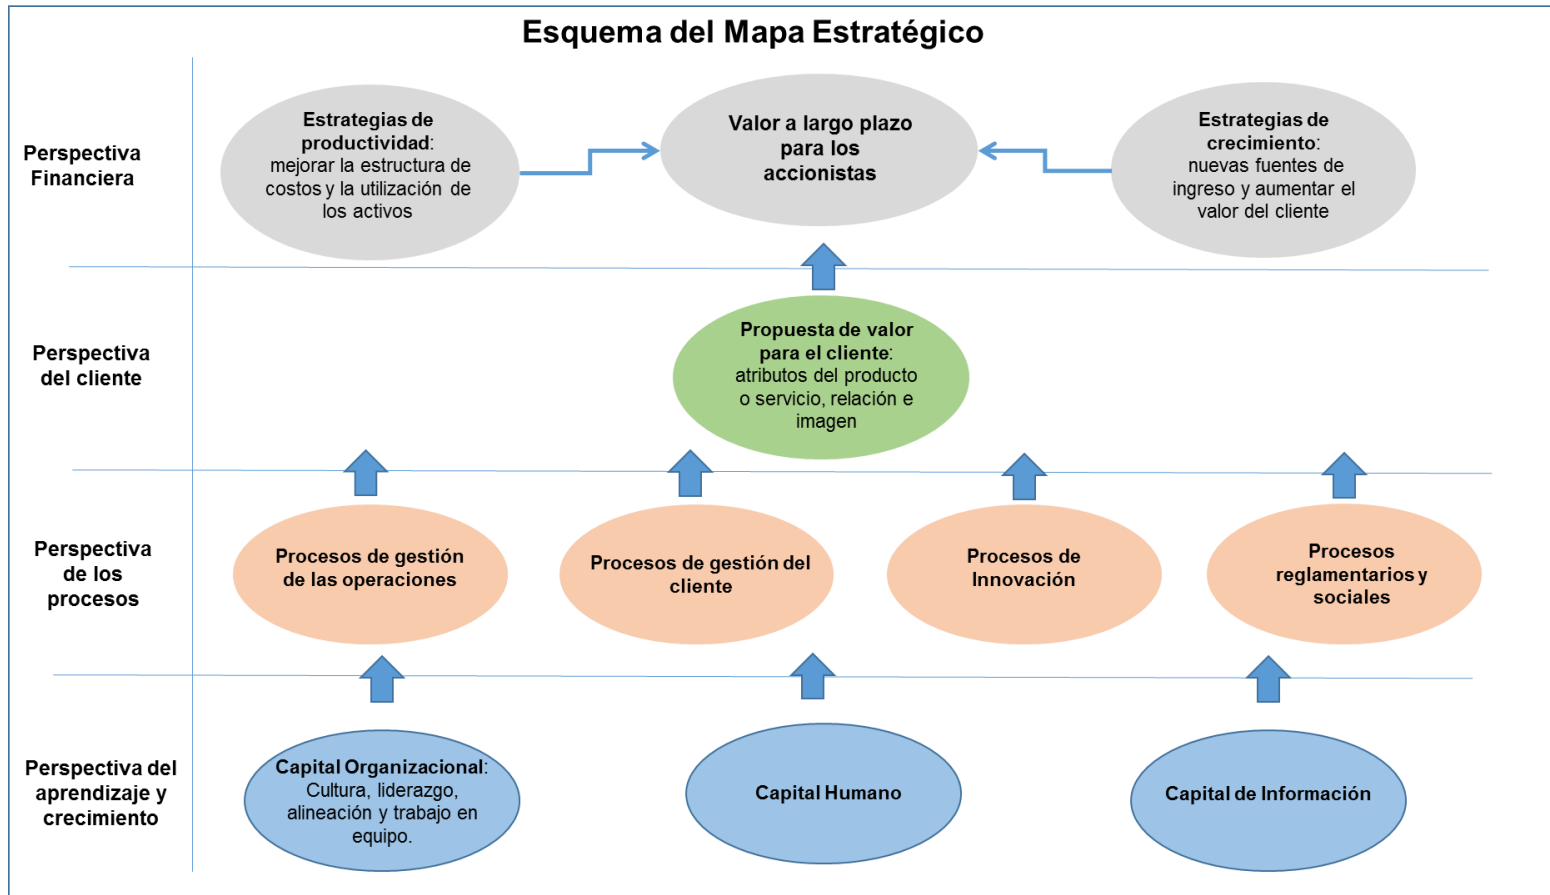 Esquema del Mapa Estratégico
Perspectiva
Financiera
Estrategias de
productividad:
mejorar la estructura de
costos y la utilización de
los activos
Valor a largo plazo
para los
accionistas
Estrategias de
crecimiento:
nuevas fuentes de
ingreso y aumentar el
valor del cliente
Perspectiva
del cliente
Propuesta de valor
para el cliente:
atributos del producto
o servicio, relación e
imagen
Perspectiva
de los
procesos
Procesos de gestión
de las operaciones
Procesos de gestión del
cliente
Procesos de
Innovación
Procesos
reglamentarios y
sociales
Perspectiva del
aprendizaje y
crecimiento
Capital Organizacional:
Cultura, liderazgo,
alineación y trabajo en
equipo.
Capital Humano
Capital de Información